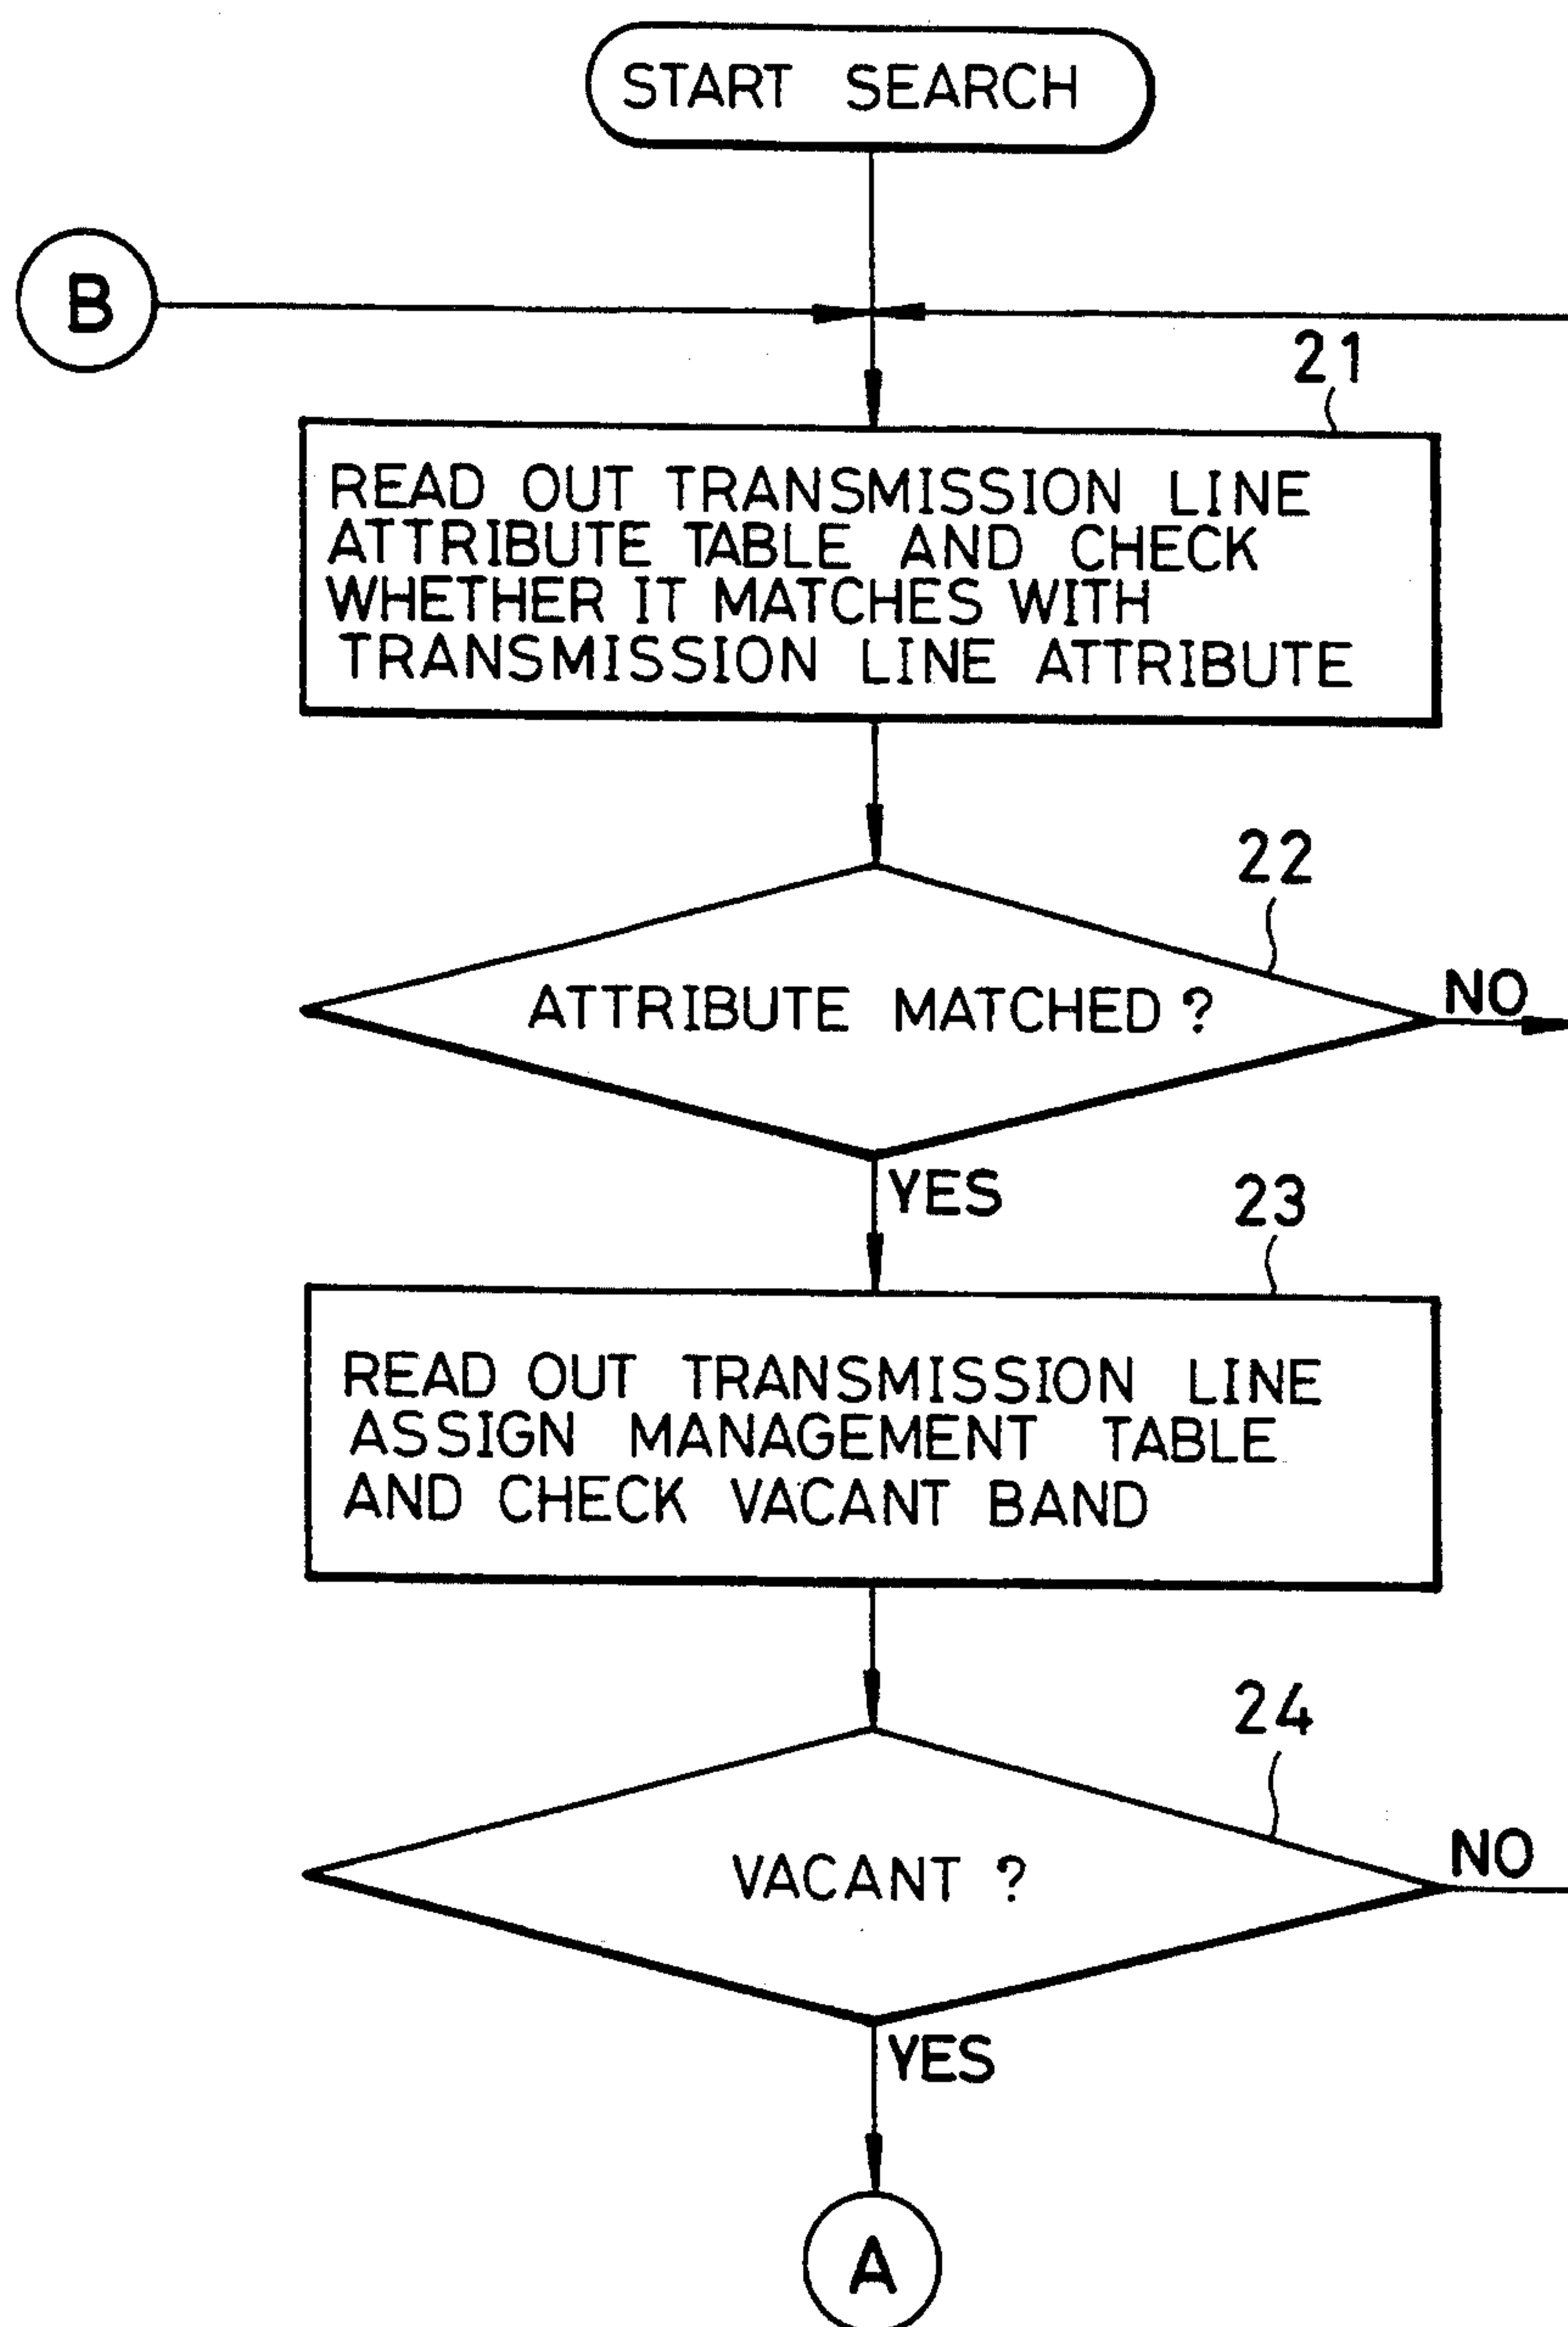 START SEARCH
B
21
READ OUT TRANSMISSION LINE
ATTRIBUTE TABLE AND CHECK
WHETHER IT MATCHES WITH
TRANSMISSION LINE ATTRIBUTE
22
ATTRIBUTE MATCHED ?
NO
YES
23
READ OUT TRANSMISSION LINE
ASSIGN MANAGEMENT TABLE
AND CHECK VACANT BAND
24
VACANT ?
NO
YES
A